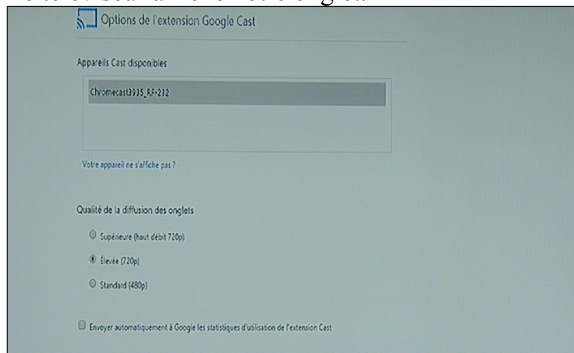 Options de l'extension Google Cast
Appareils Cast disponibles
Chromecast3935_RF-232
Votre appareil ne s'affiche pas ?
Qualité de la diffusion des onglets
Supérieure (haut débit 720p)
Élevée (720p)
Standard (480p)
Envoyer automatiquement à Google les statistiques d'utilisation de l'extension Cast